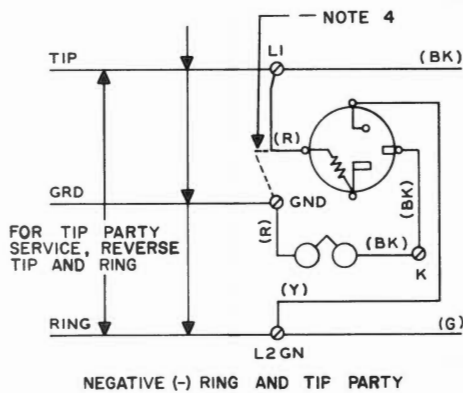 NOTE 4
L1
TIP
(BK)
(R)
GRD
GND
(BK)
FOR TIP PARTY
SERVICE, REVERSE
TIP AND RING
(R)
(BK)
K
(Y)
RING
(G)
L2 GN
NEGATIVE (-) RING AND TIP PARTY